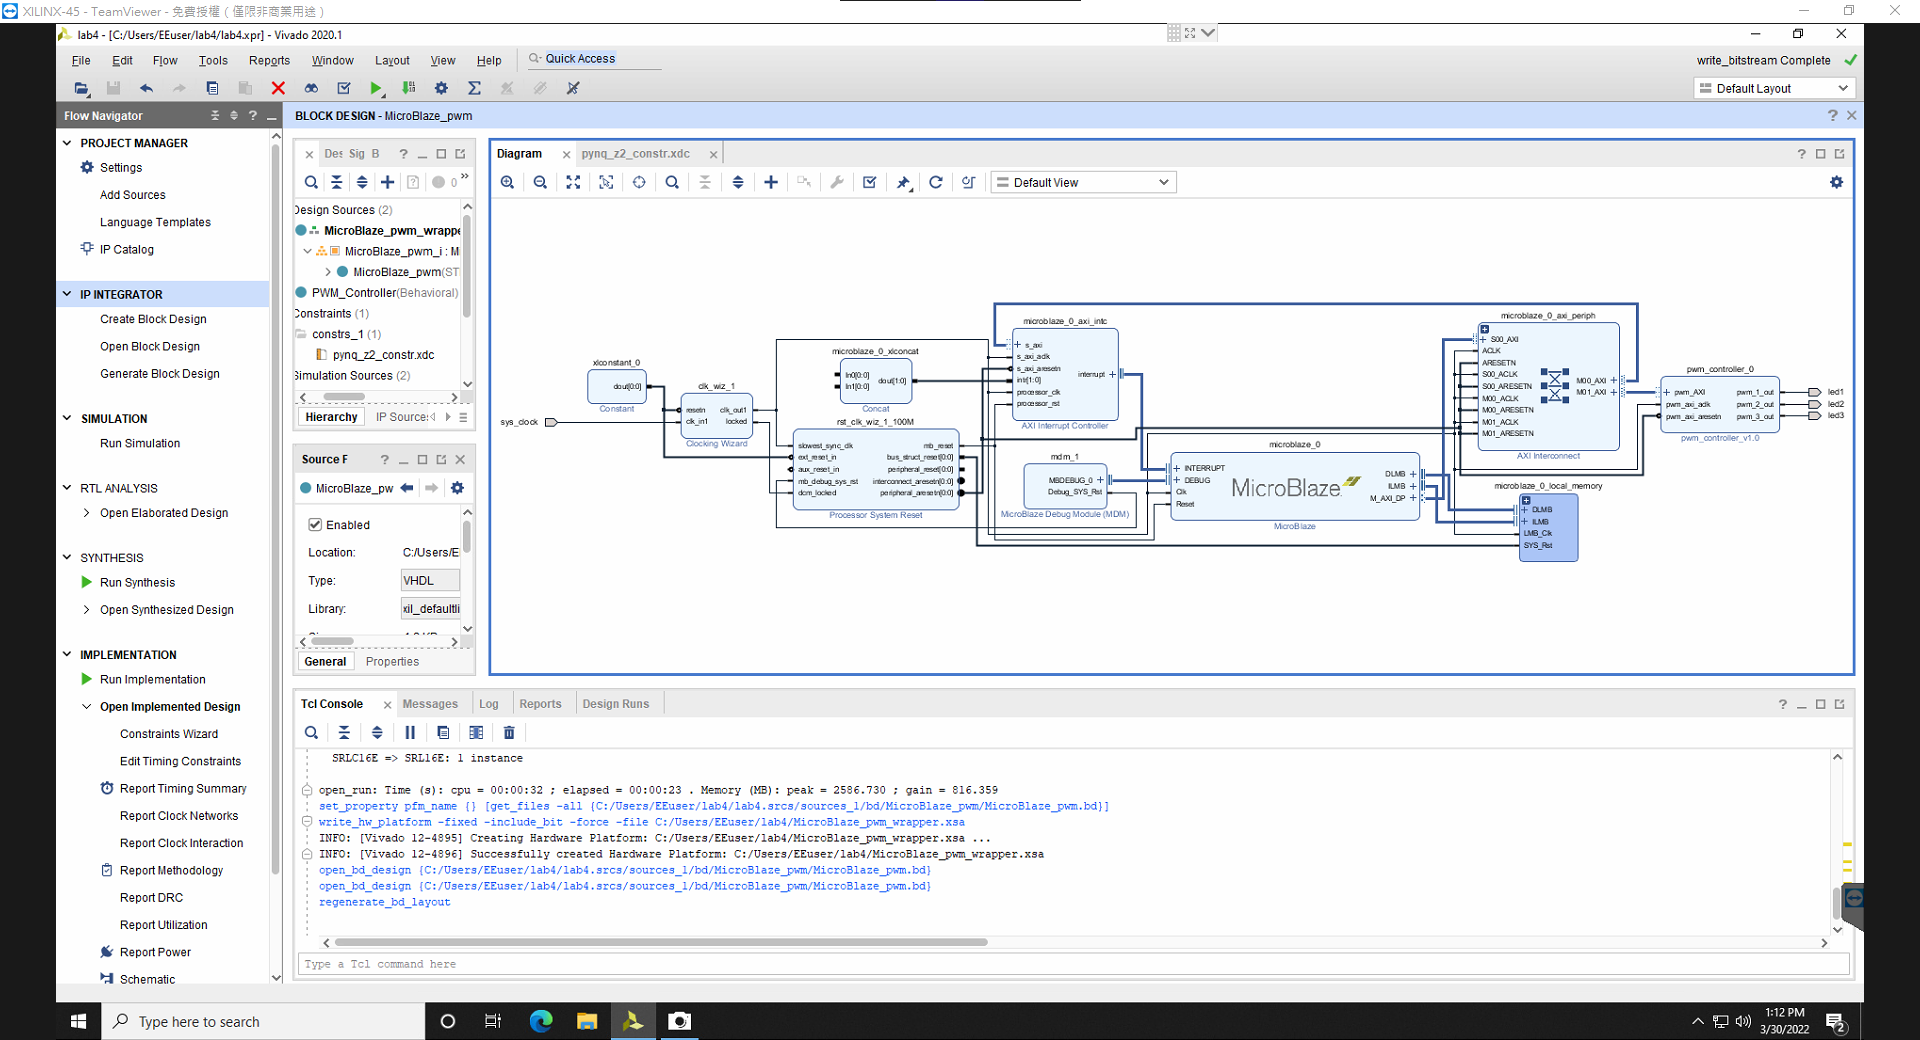 XILINX-45 - TeamViewer - 免費授權 ( 僅限非商業用途 )
lab4 - [C:/Users/EEuser/lab4/lab4.xpr] - Vivado 2020.1
File Edit Flow Tools Reports Window Layout View Help Quick Access
write_bitstream Complete
Default Layout
Flow Navigator
PROJECT MANAGER
Settings
Add Sources
Language Templates
IP Catalog
IP INTEGRATOR
Create Block Design
Open Block Design
Generate Block Design
SIMULATION
Run Simulation
RTL ANALYSIS
Open Elaborated Design
SYNTHESIS
Run Synthesis
Open Synthesized Design
IMPLEMENTATION
Run Implementation
Open Implemented Design
Constraints Wizard
Edit Timing Constraints
Report Timing Summary
Report Clock Networks
Report Clock Interaction
Report Methodology
Report DRC
Report Utilization
Report Power
Schematic
BLOCK DESIGN - MicroBlaze_pwm
Sig B
0
Design Sources (2)
MicroBlaze_pwm_wrappe
MicroBlaze_pwm_i : M
MicroBlaze_pwm(ST
PWM_Controller(Behavioral)
Constraints (1)
constrs_1 (1)
pynq_z2_constr.xdc
Simulation Sources (2)
Hierarchy IP Source
Source F
MicroBlaze_pw
Enabled
Location: C:/Users/E
Type: VHDL
Library: xil_defaultli
General Properties
Diagram pynq_z2_constr.xdc
Default View
sys_clock
xlconstant_0
dout[0:0]
Constant
clk_wiz_1
resetn clk_out1
clk_in1 locked
Clocking Wizard
microblaze_0_xlconcat
In0[0:0] dout[1:0]
In1[0:0]
Concat
rst_clk_wiz_1_100M
slowest_sync_clk mb_reset
ext_reset_in bus_struct_reset[0:0]
aux_reset_in peripheral_reset[0:0]
mb_debug_sys_rst interconnect_aresetn[0:0]
dcm_locked peripheral_aresetn[0:0]
Processor System Reset
microblaze_0_axi_intc
s_axi
s_axi_aclk
s_axi_aresetn
intr[1:0] interrupt
processor_clk
processor_rst
AXI Interrupt Controller
mdm_1
MBDEBUG_0
Debug_SYS_Rst
MicroBlaze Debug Module (MDM)
microblaze_0
INTERRUPT DLMB
DEBUG ILMB
Clk M_AXI_DP
Reset
MicroBlaze
MicroBlaze
microblaze_0_axi_periph
S00_AXI
ACLK
ARESETN
S00_ACLK M00_AXI
S00_ARESETN M01_AXI
M00_ACLK
M00_ARESETN
M01_ACLK
M01_ARESETN
AXI Interconnect
microblaze_0_local_memory
DLMB
ILMB
LMB_Clk
SYS_Rst
pwm_controller_0
pwm_AXI pwm_1_out
pwm_axi_aclk pwm_2_out
pwm_axi_aresetn pwm_3_out
pwm_controller_v1.0
led1
led2
led3
Tcl Console Messages Log Reports Design Runs
SRLC16E => SRL16E: 1 instance
open_run: Time (s): cpu = 00:00:32 ; elapsed = 00:00:23 . Memory (MB): peak = 2586.730 ; gain = 816.359
set_property pfm_name {} [get_files -all {C:/Users/EEuser/lab4/lab4.srcs/sources_1/bd/MicroBlaze_pwm/MicroBlaze_pwm.bd}]
write_hw_platform -fixed -include_bit -force -file C:/Users/EEuser/lab4/MicroBlaze_pwm_wrapper.xsa
INFO: [Vivado 12-4895] Creating Hardware Platform: C:/Users/EEuser/lab4/MicroBlaze_pwm_wrapper.xsa ...
INFO: [Vivado 12-4896] Successfully created Hardware Platform: C:/Users/EEuser/lab4/MicroBlaze_pwm_wrapper.xsa
open_bd_design {C:/Users/EEuser/lab4/lab4.srcs/sources_1/bd/MicroBlaze_pwm/MicroBlaze_pwm.bd}
open_bd_design {C:/Users/EEuser/lab4/lab4.srcs/sources_1/bd/MicroBlaze_pwm/MicroBlaze_pwm.bd}
regenerate_bd_layout
Type a Tcl command here
Type here to search
1:12 PM
3/30/2022
2